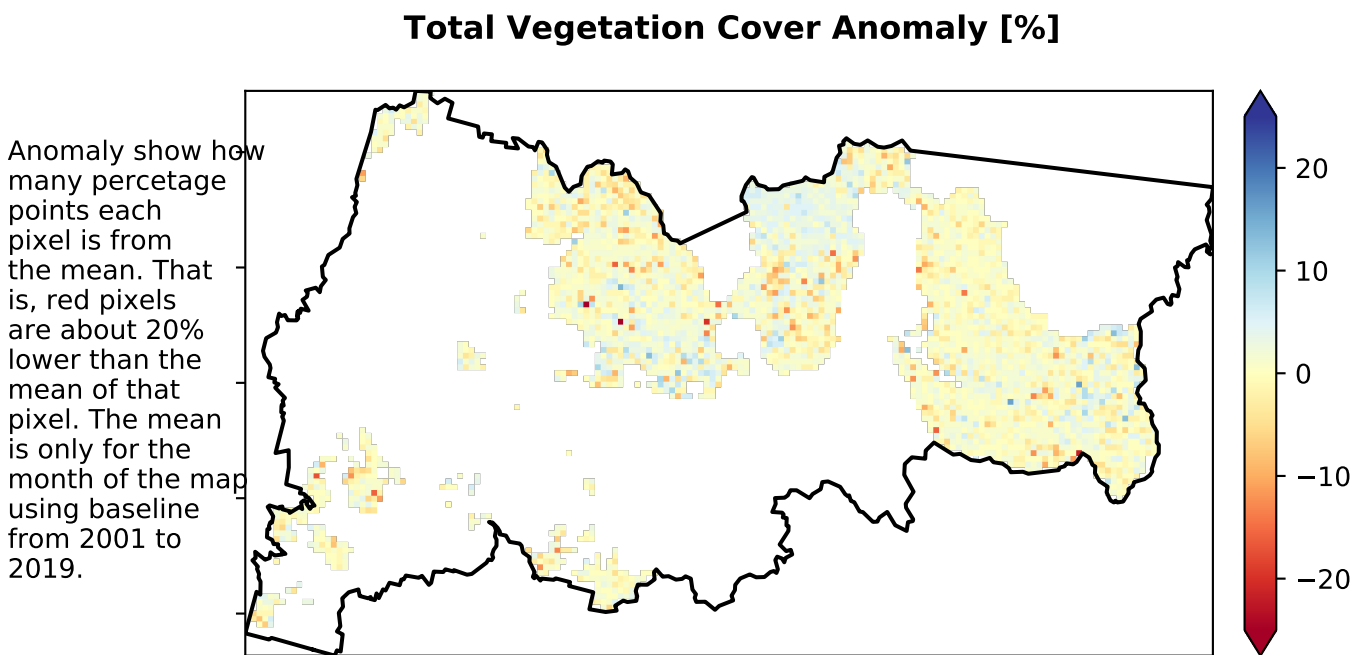 Total Vegetation Cover Anomaly [%]
Anomaly show how
many percetage
points each
pixel is from
the mean. That
is, red pixels
are about 20%
lower than the
mean of that
pixel. The mean
is only for the
month of the map
using baseline
from 2001 to
2019.
20
10
0
−10
−20